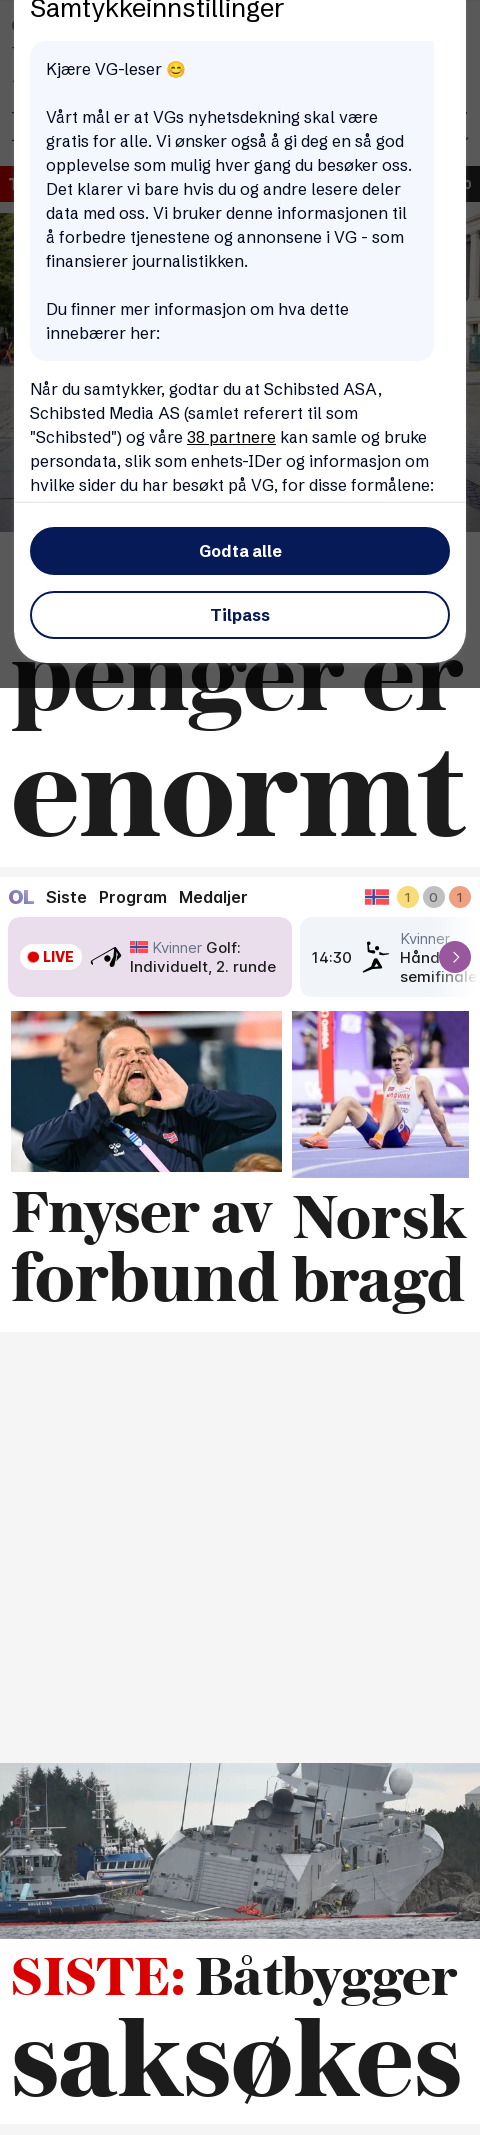 Samtykkeinnstillinger
Kjære VG-leser 😊
Vårt mål er at VGs nyhetsdekning skal være
gratis for alle. Vi ønsker også å gi deg en så god
opplevelse som mulig hver gang du besøker oss.
Det klarer vi bare hvis du og andre lesere deler
data med oss. Vi bruker denne informasjonen til
å forbedre tjenestene og annonsene i VG - som
finansierer journalistikken.
Du finner mer informasjon om hva dette
innebærer her:
Når du samtykker, godtar du at Schibsted ASA,
Schibsted Media AS (samlet referert til som
"Schibsted") og våre 38 partnere kan samle og bruke
persondata, slik som enhets-IDer og informasjon om
hvilke sider du har besøkt på VG, for disse formålene:
Godta alle
Tilpass
penger er
enormt
OL Siste Program Medaljer 1 0 1
LIVE Kvinner Golf:
Individuelt, 2. runde
14:30 Kvinner
Hånd
semifinale
Fnyser av
forbund
Norsk
bragd
SISTE: Båtbygger
saksøkes